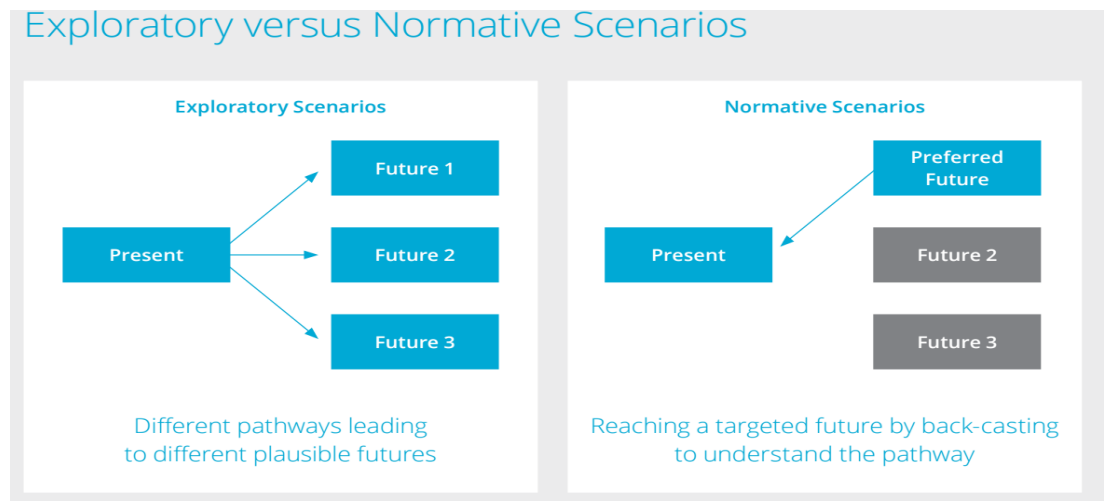 Exploratory versus Normative Scenarios
Exploratory Scenarios
Future 1
Present
Future 2
Future 3
Different pathways leading
to different plausible futures
Normative Scenarios
Preferred
Future
Present
Future 2
Future 3
Reaching a targeted future by back-casting
to understand the pathway